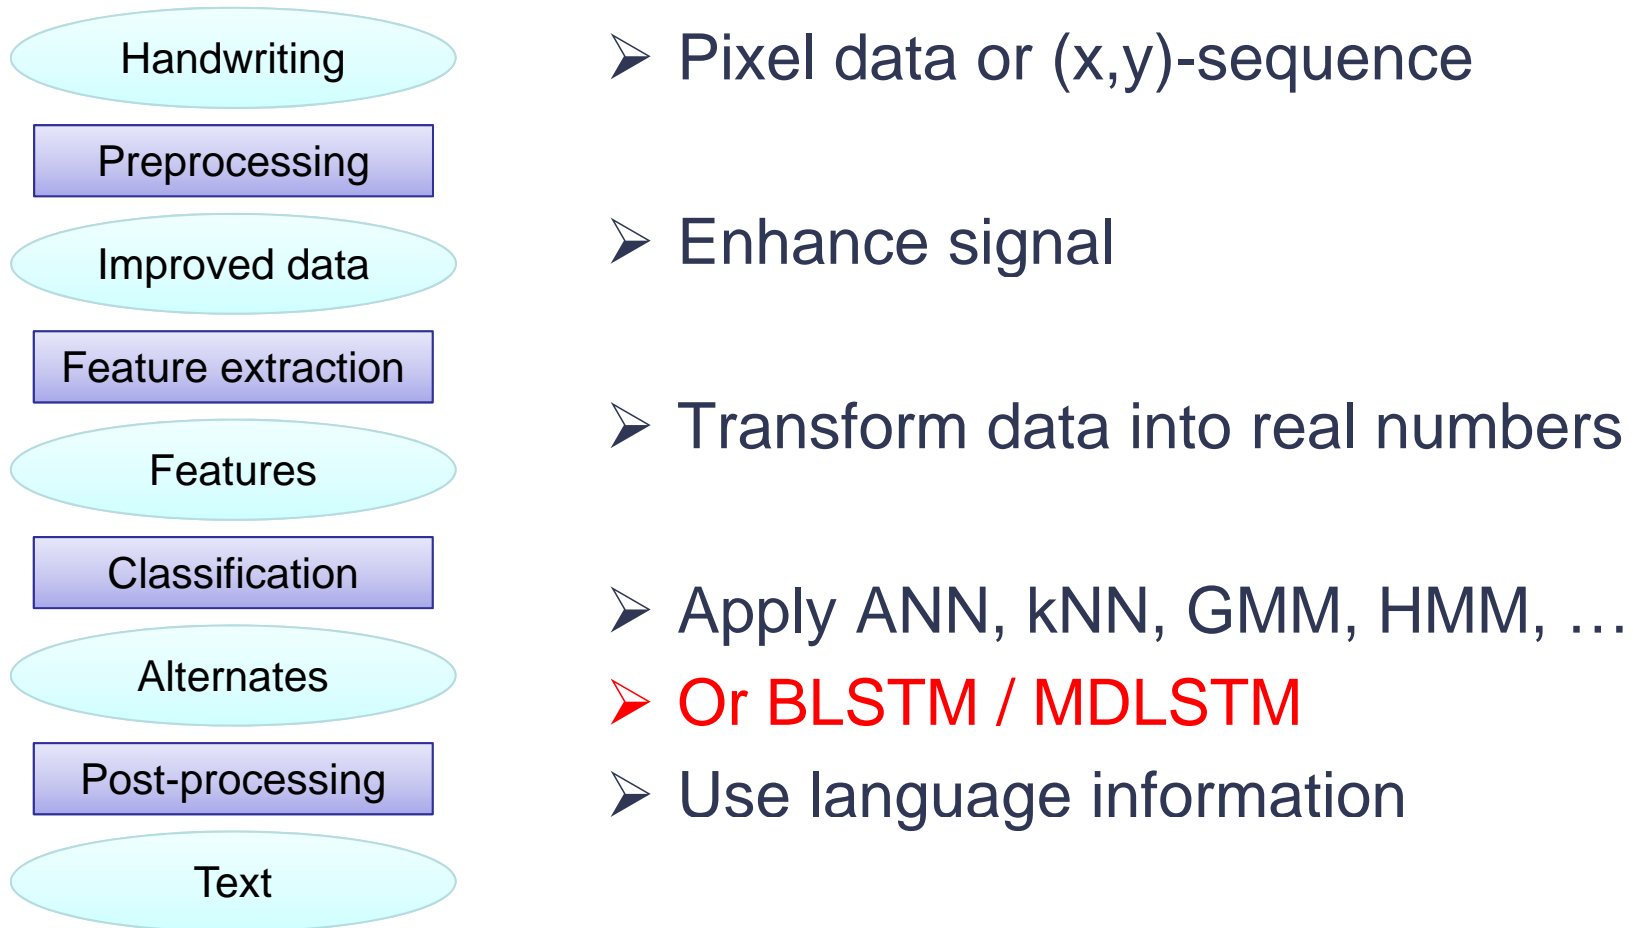 Handwriting
➢ Pixel data or (x,y)-sequence
Preprocessing
Improved data
➢ Enhance signal
Feature extraction
Features
➢ Transform data into real numbers
Classification
➢ Apply ANN, kNN, GMM, HMM, …
Alternates
➢ Or BLSTM / MDLSTM
Post-processing
➢ Use language information
Text